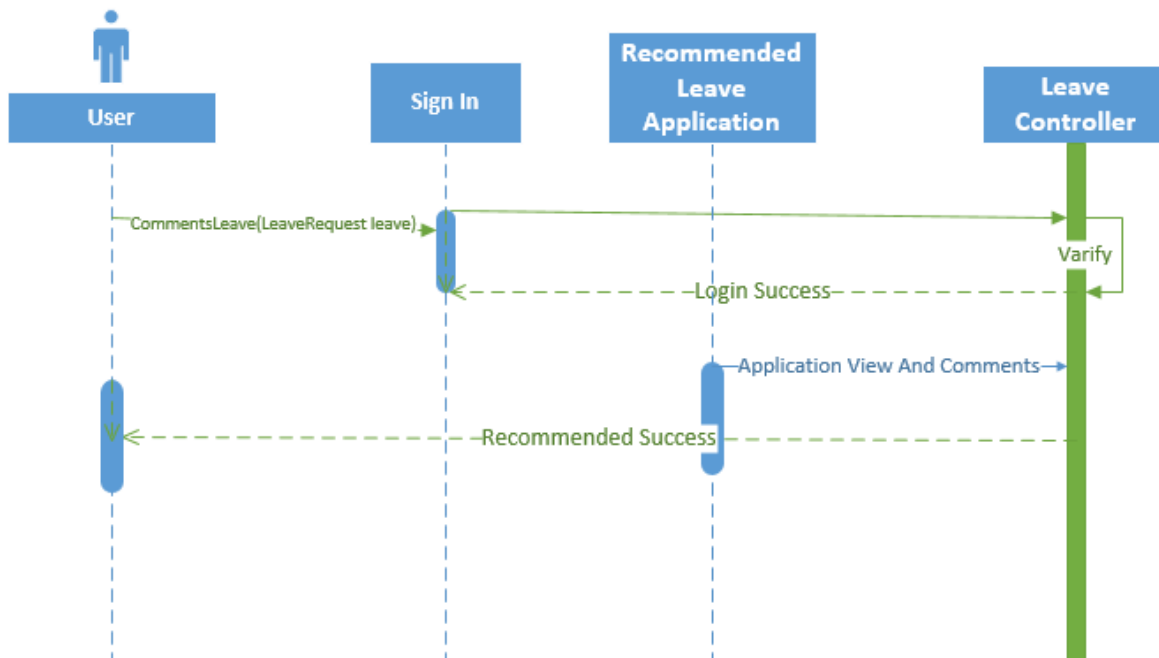 User
Sign In
Recommended
Leave
Application
Leave
Controller
CommentsLeave(LeaveRequest leave)
Varify
Login Success
Application View And Comments
Recommended Success